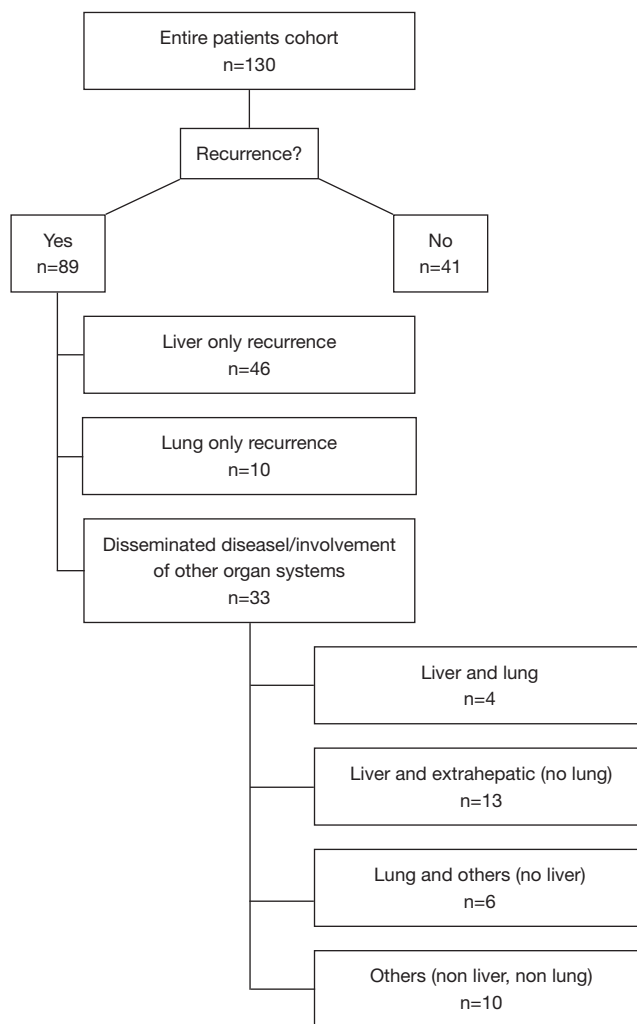 Entire patients cohort
n=130
Recurrence?
Yes
n=89
No
n=41
Liver only recurrence
n=46
Lung only recurrence
n=10
Disseminated diseasel/involvement
of other organ systems
n=33
Liver and lung
n=4
Liver and extrahepatic (no lung)
n=13
Lung and others (no liver)
n=6
Others (non liver, non lung)
n=10